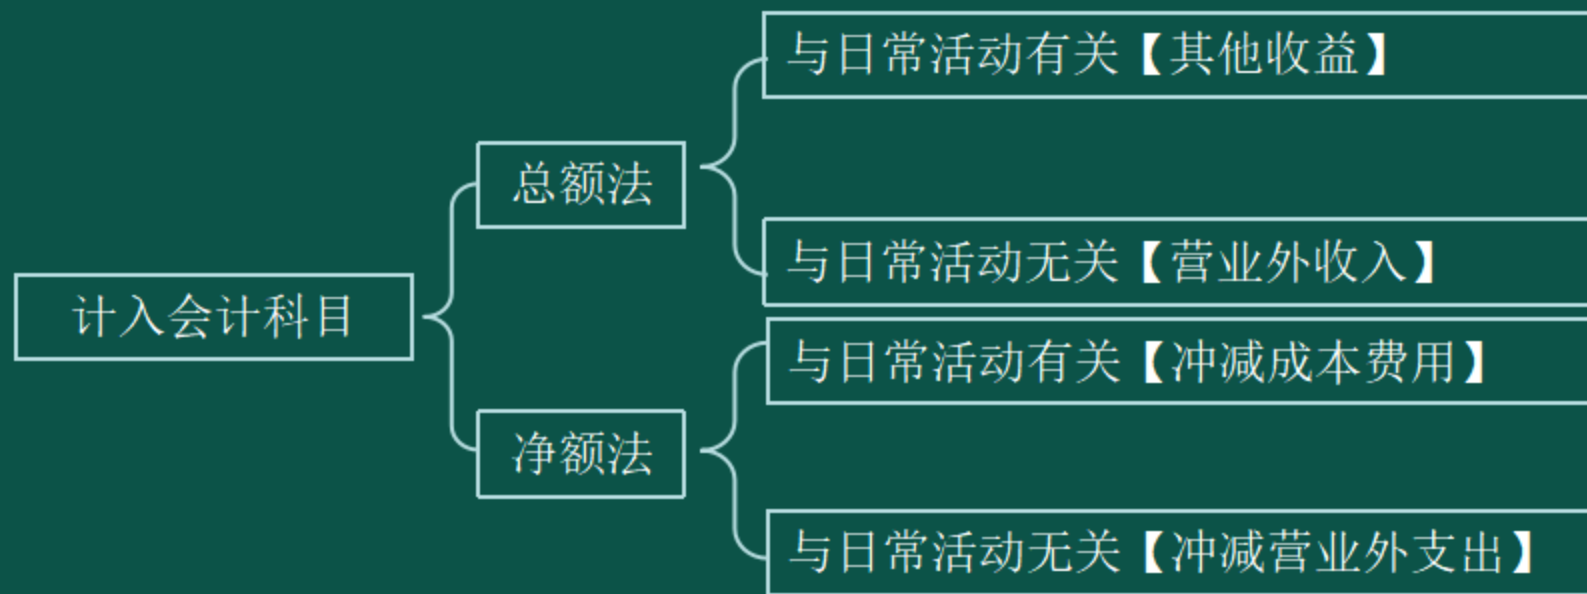 与日常活动有关【其他收益】
总额法
与日常活动无关【营业外收入】
计入会计科目
与日常活动有关【冲减成本费用】
净额法
与日常活动无关【冲减营业外支出】